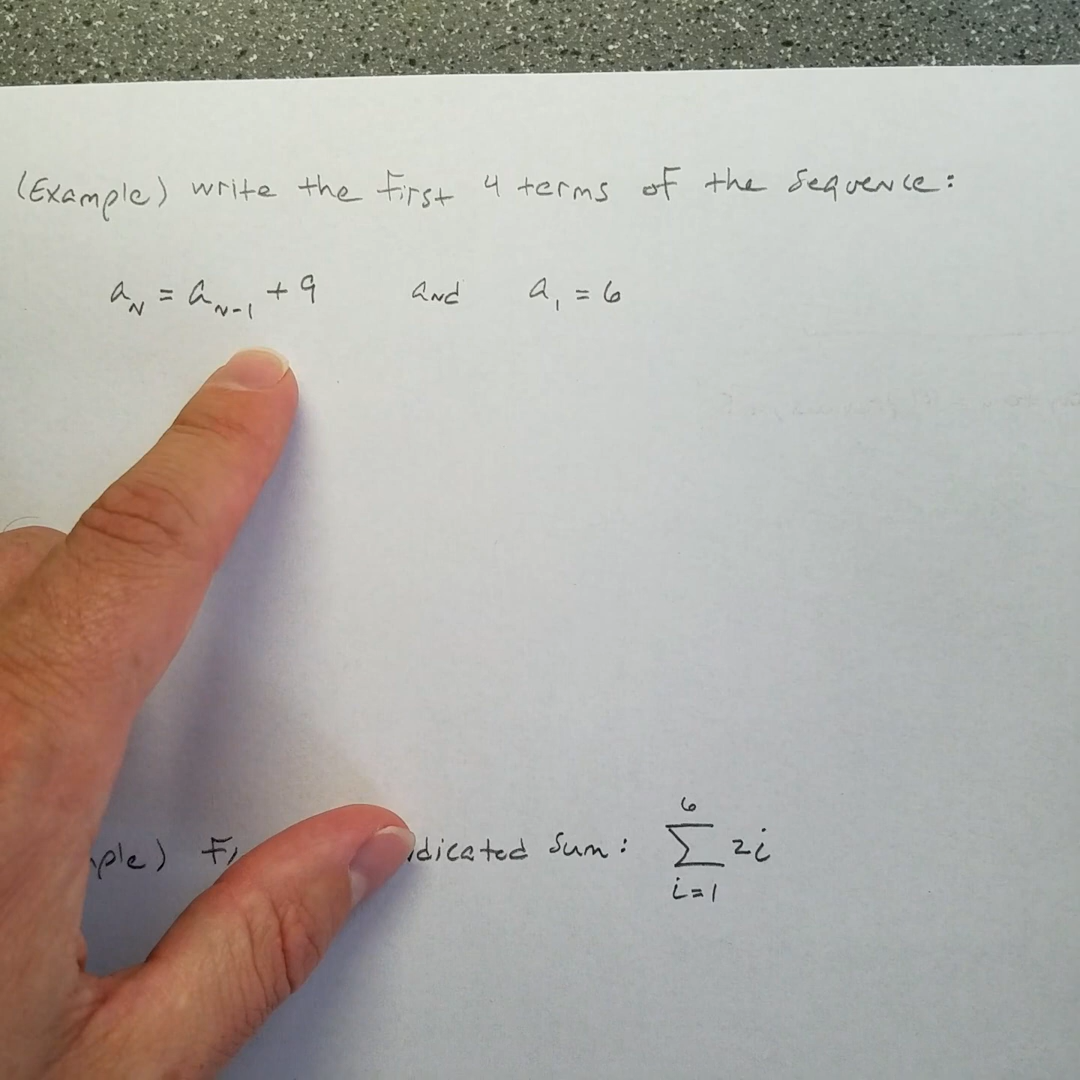 (Example) write the first 4 terms of the sequence:
a_N = a_{N-1} + 9 and a_1 = 6
6
∑ 2i
i=1
ple) Fi dicated sum: